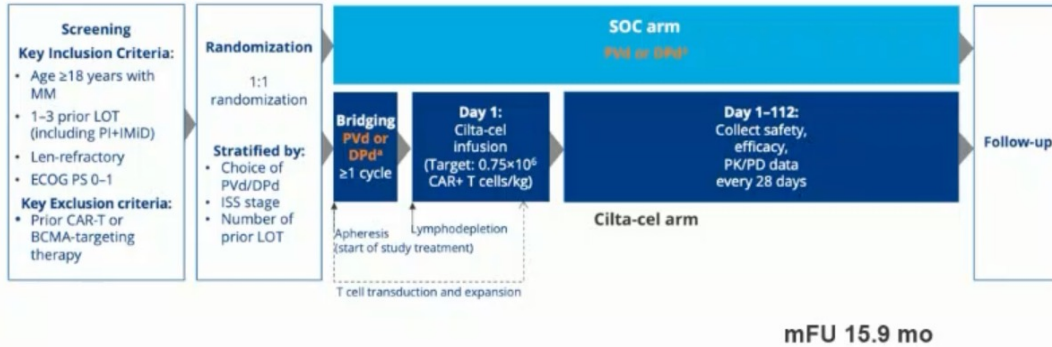 Screening
Key Inclusion Criteria:
• Age ≥18 years with
MM
• 1–3 prior LOT
(including PI+IMiD)
• Len-refractory
• ECOG PS 0–1
Key Exclusion criteria:
• Prior CAR-T or
BCMA-targeting
therapy
Randomization
1:1
randomization
Stratified by:
• Choice of
PVd/DPd
• ISS stage
• Number of
prior LOT
SOC arm
PVd or DPd
Bridging
PVd or
DPdᵃ
≥1 cycle
Day 1:
Cilta-cel
infusion
(Target: 0.75×10⁶
CAR+ T cells/kg)
Day 1–112:
Collect safety,
efficacy,
PK/PD data
every 28 days
Apheresis
(start of study treatment)
Lymphodepletion
T cell transduction and expansion
Cilta-cel arm
Follow-up
mFU 15.9 mo